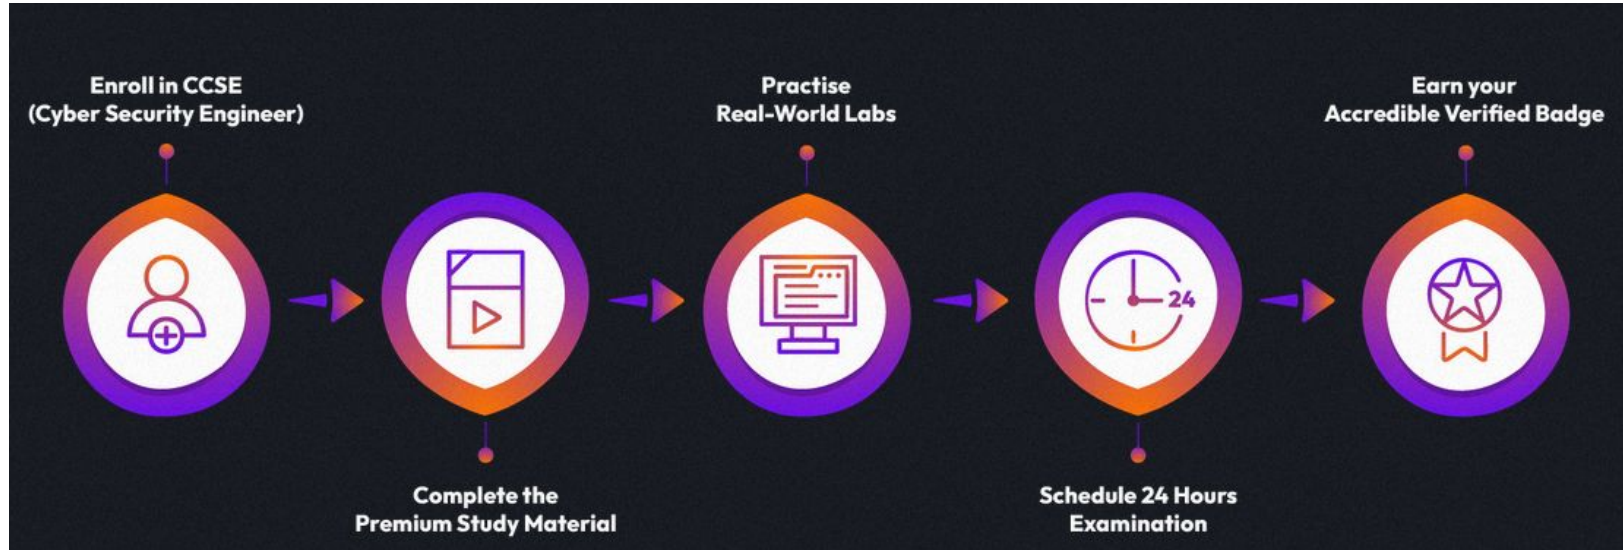 Enroll in CCSE
(Cyber Security Engineer)
Complete the
Premium Study Material
Practise
Real-World Labs
24
Schedule 24 Hours
Examination
Earn your
Accredible Verified Badge